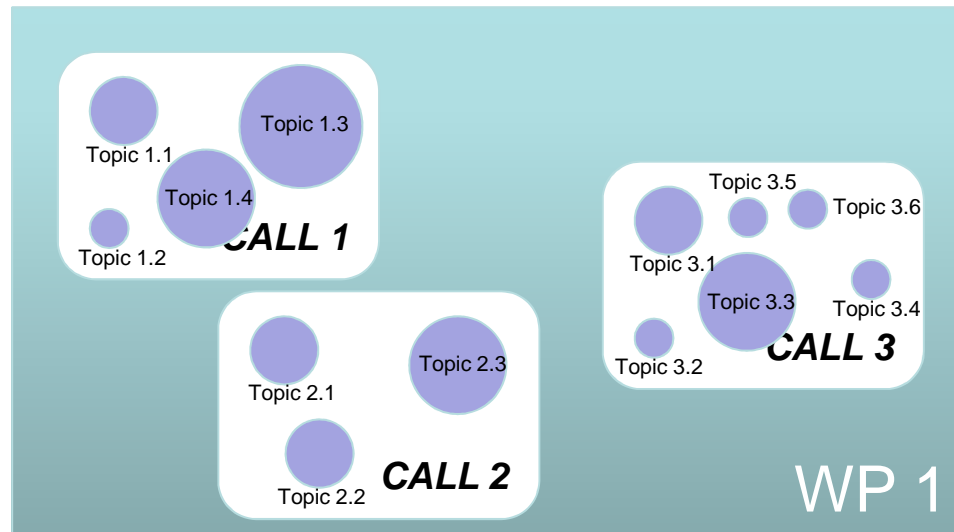 Topic 1.1
Topic 1.3
Topic 1.4
Topic 1.2
CALL 1
Topic 2.1
Topic 2.3
Topic 2.2
CALL 2
Topic 3.5
Topic 3.6
Topic 3.1
Topic 3.3
Topic 3.4
Topic 3.2
CALL 3
WP 1